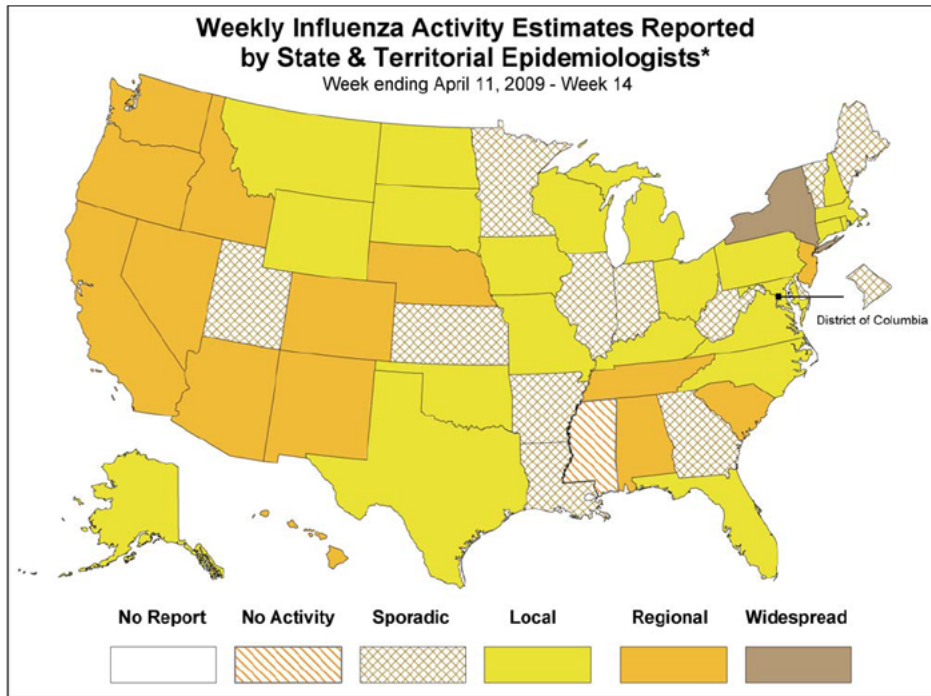 Weekly Influenza Activity Estimates Reported
by State & Territorial Epidemiologists*
Week ending April 11, 2009 - Week 14
District of Columbia
No Report No Activity Sporadic Local Regional Widespread